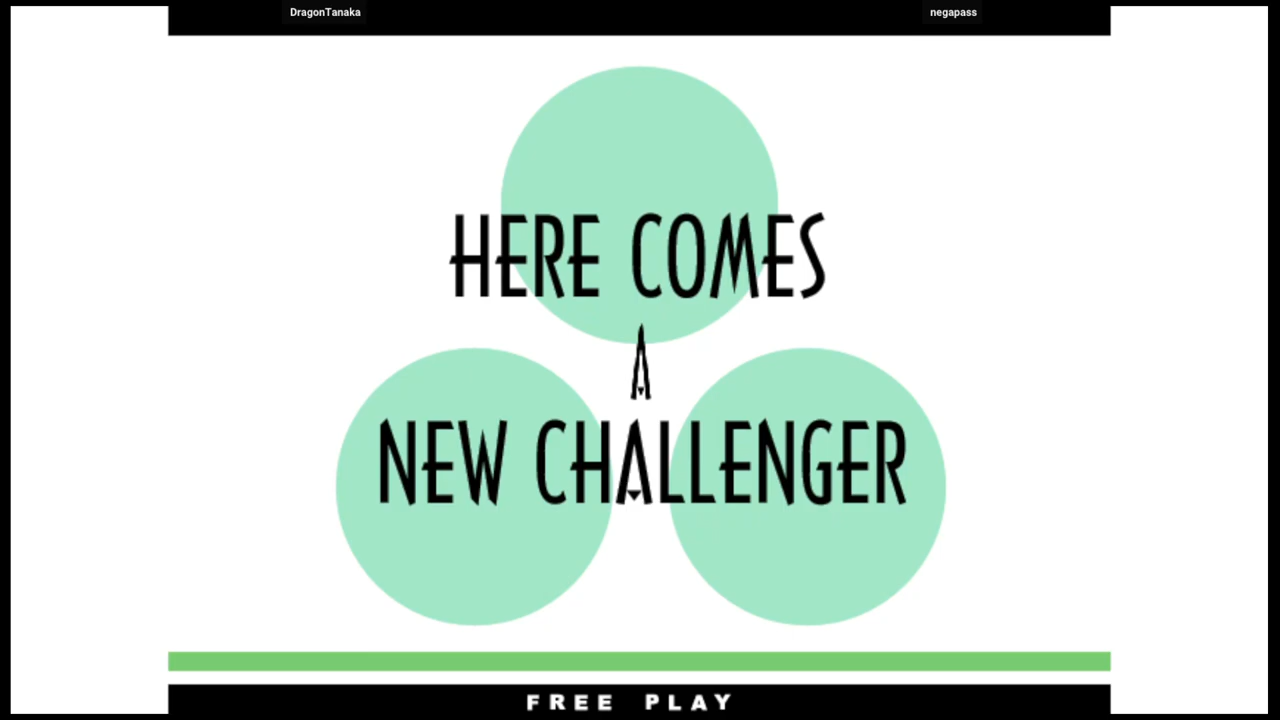 DragonTanaka
negapass
HERE COMES
A
NEW CHALLENGER
FREE PLAY